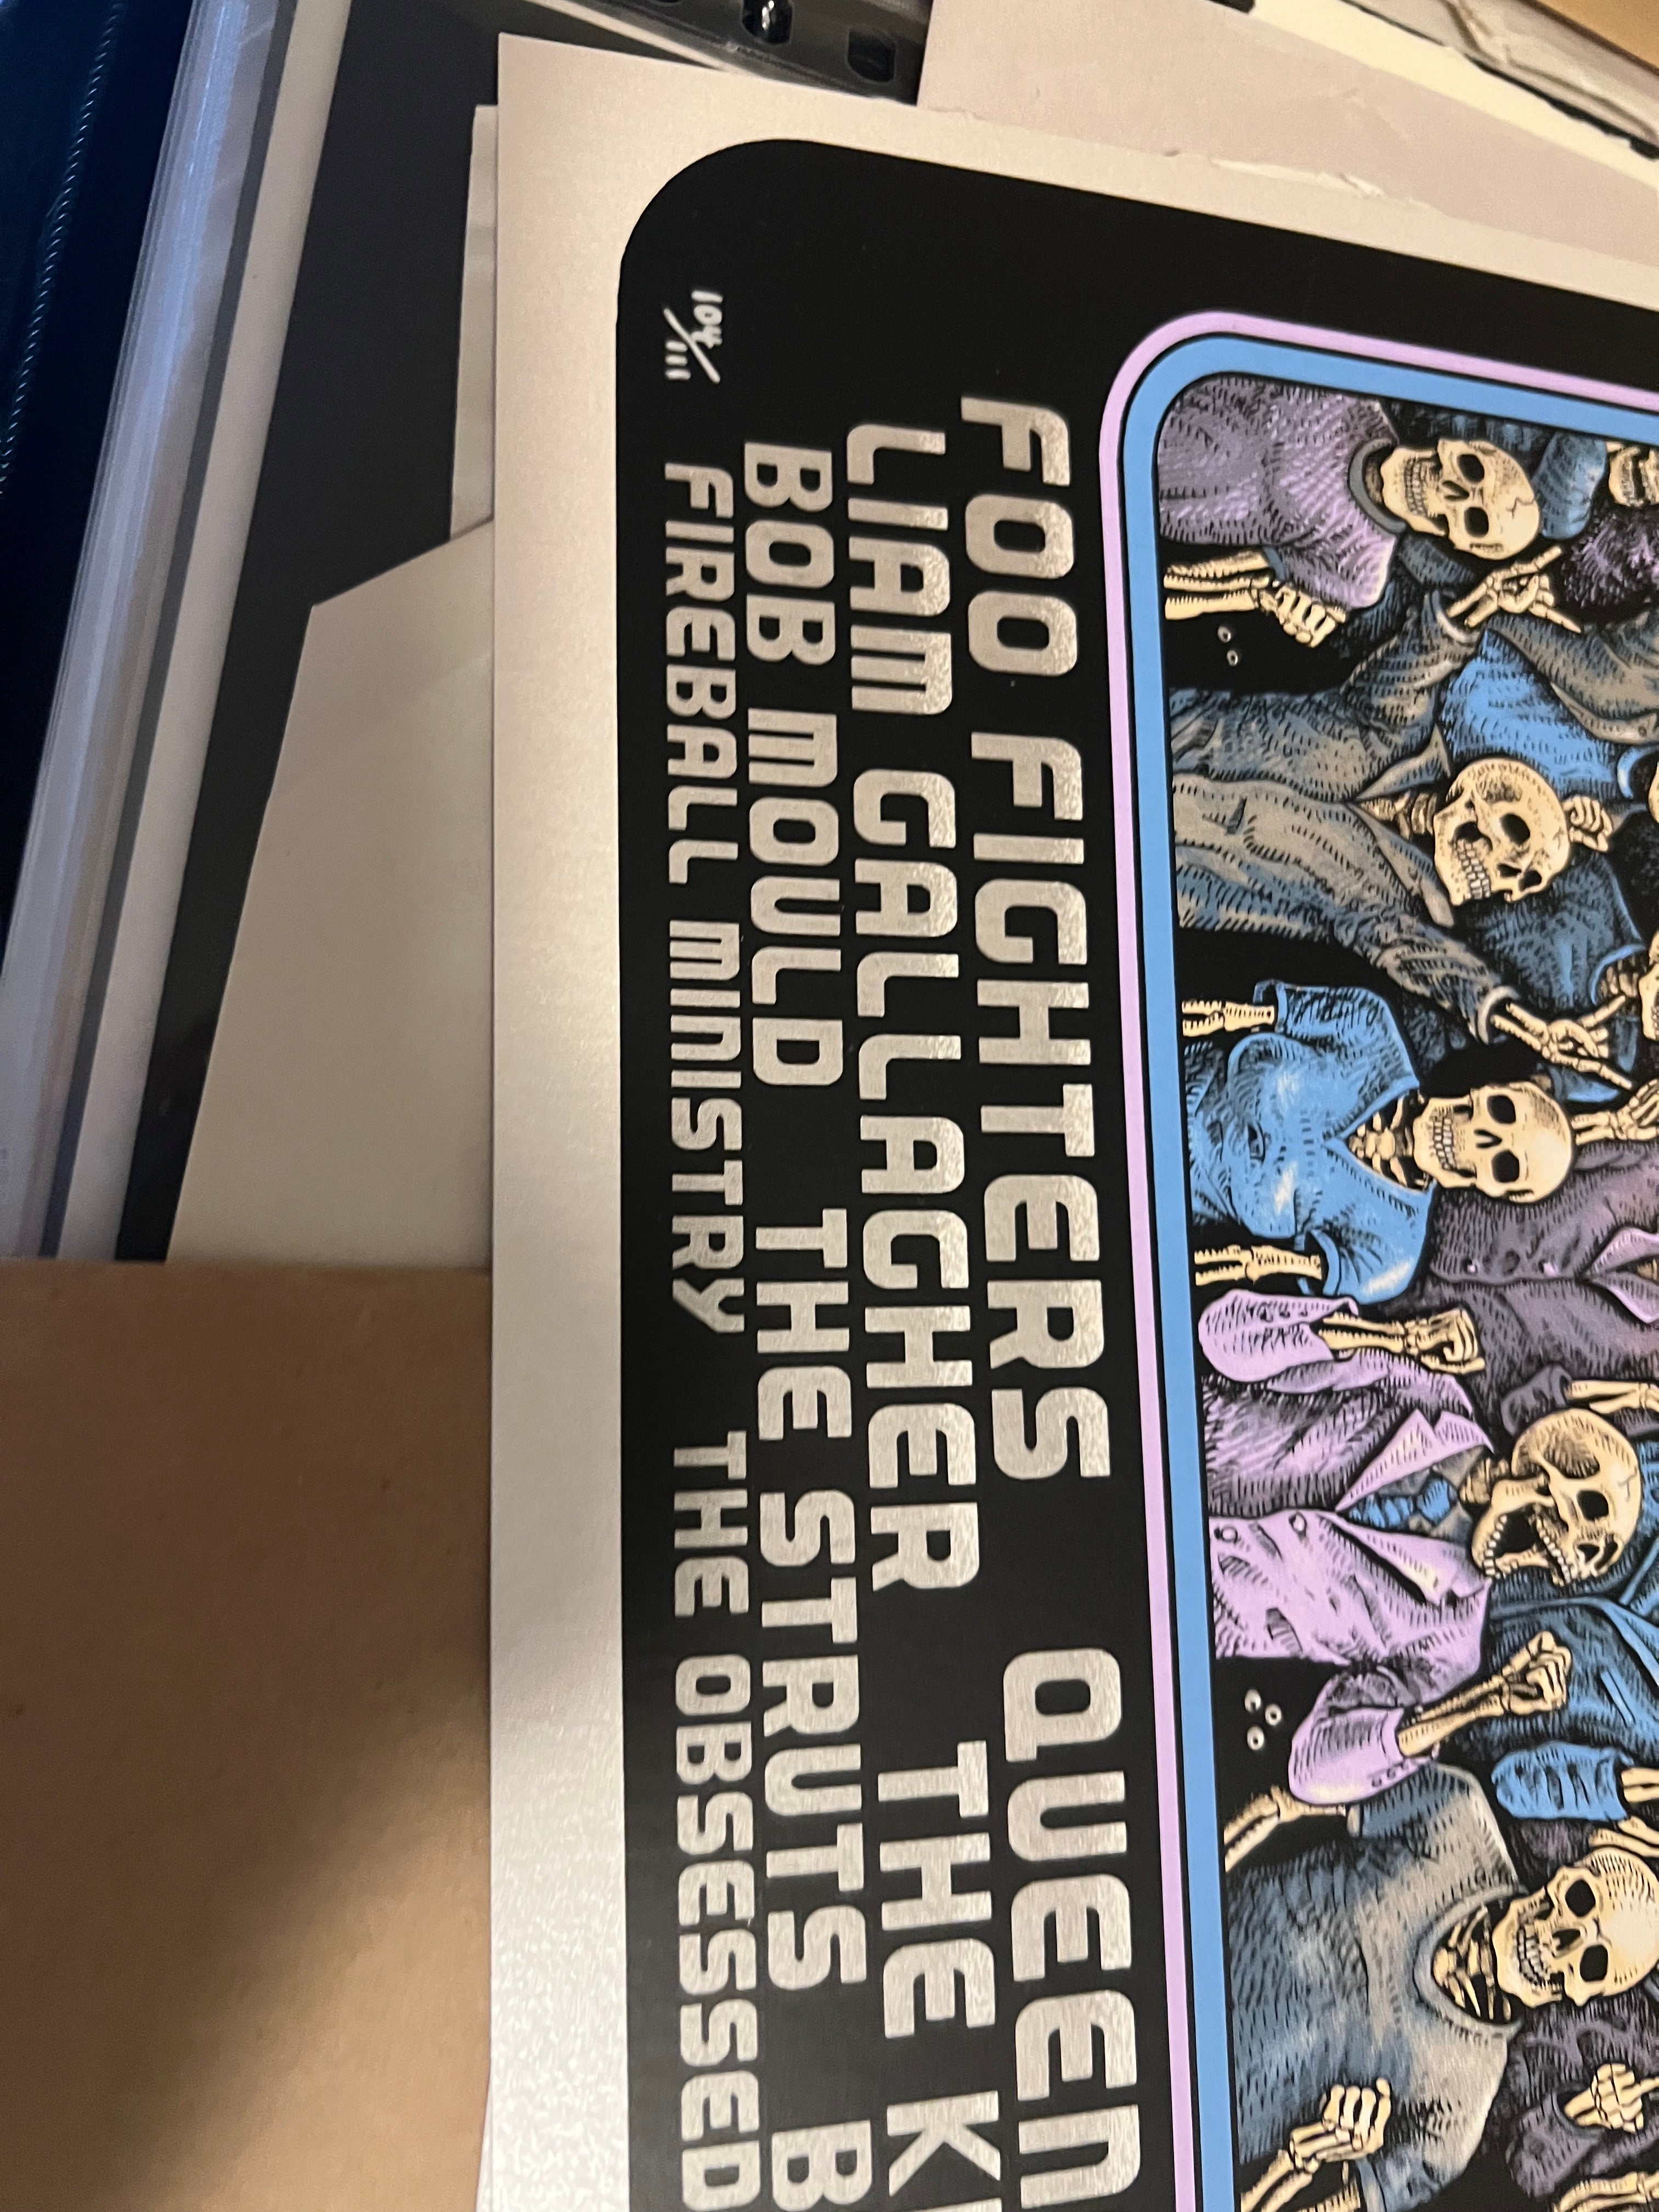 FOO FIGHTERS QUEEN
LIAM GALLAGHER THE K
BOB MOULD THE STRUTS B
FIREBALL MINISTRY THE OBSESSED
104/111